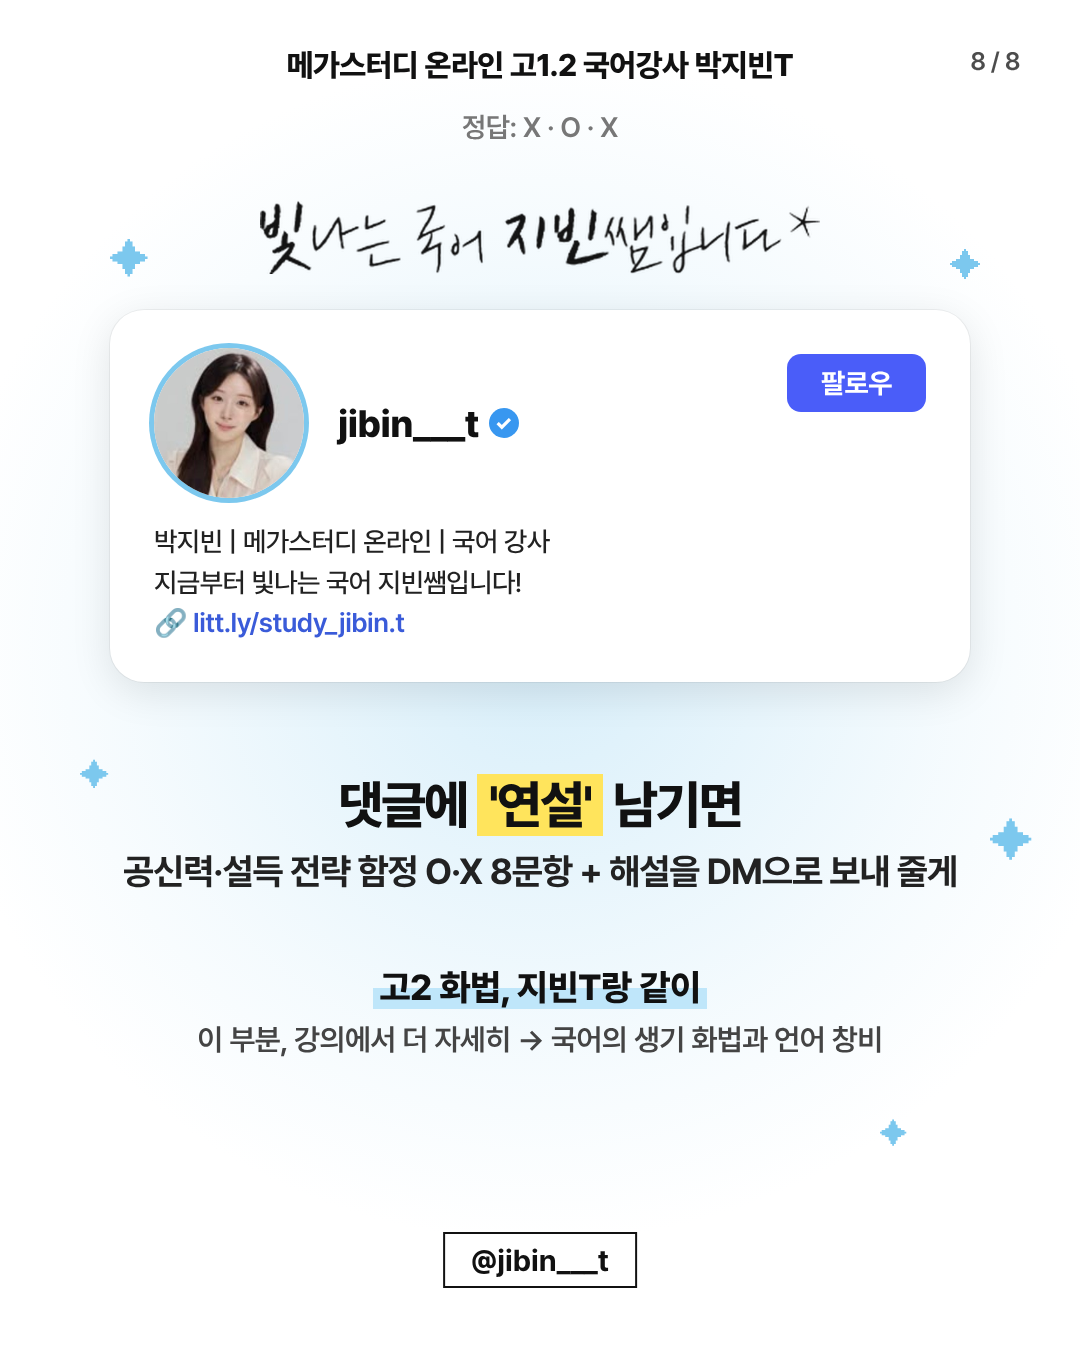 메가스터디 온라인 고1.2 국어강사 박지빈T
8 / 8
정답: X · O · X
빛나는 국어 지빈쌤입니다*
팔로우
jibin___t
박지빈 | 메가스터디 온라인 | 국어 강사
지금부터 빛나는 국어 지빈쌤입니다!
litt.ly/study_jibin.t
댓글에 '연설' 남기면
공신력·설득 전략 함정 O·X 8문항 + 해설을 DM으로 보내 줄게
고2 화법, 지빈T랑 같이
이 부분, 강의에서 더 자세히 → 국어의 생기 화법과 언어 창비
@jibin___t